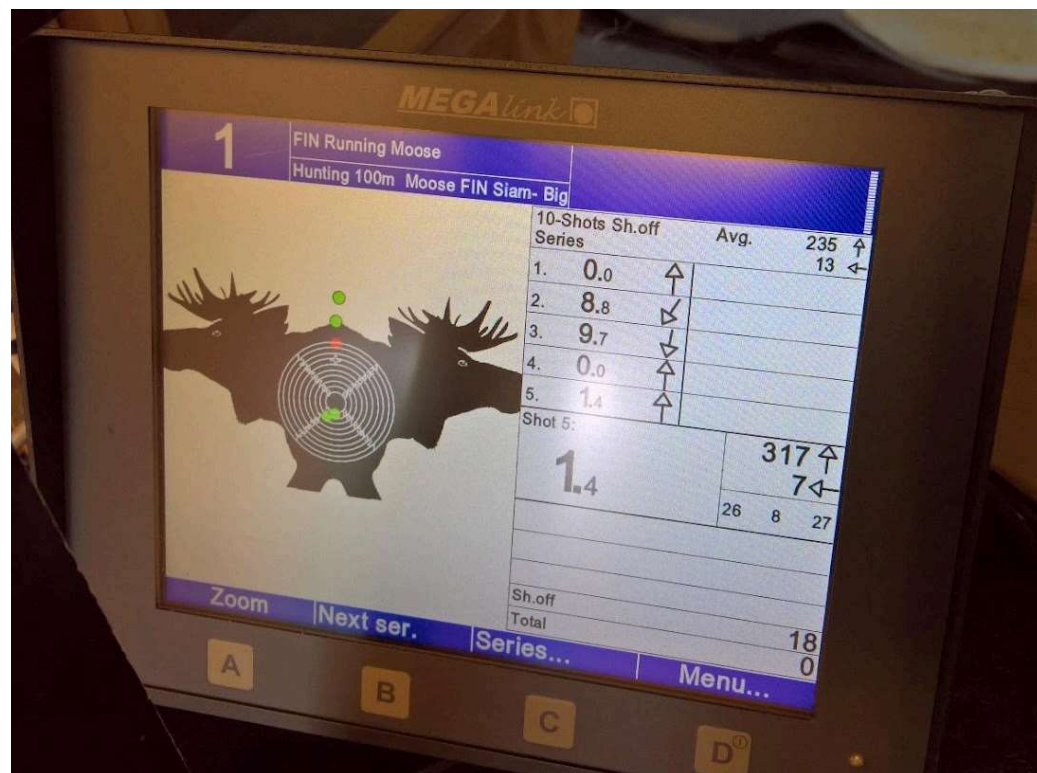 MEGAlink
1
FIN Running Moose
Hunting 100m Moose FIN Siam- Big
10-Shots Sh.off Avg. 235
Series 13
1. 0.0
2. 8.8
3. 9.7
4. 0.0
5. 1.4
Shot 5:
1.4
317
7
26 8 27
Sh.off
18
Total
0
Zoom Next ser. Series... Menu...
A B C D